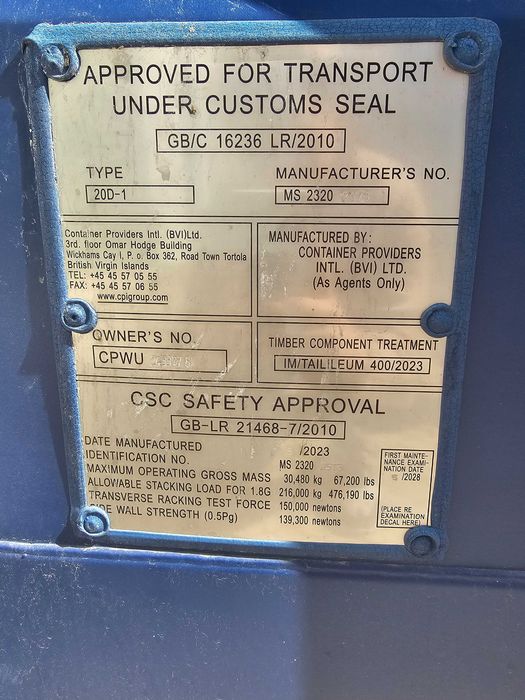 APPROVED FOR TRANSPORT
UNDER CUSTOMS SEAL
GB/C 16236 LR/2010
TYPE
20D-1
MANUFACTURER'S NO.
MS 2320
Container Providers Intl. (BVI)Ltd.
3rd. floor Omar Hodge Building
Wickhams Cay I, P. o. Box 362, Road Town Tortola
British Virgin Islands
TEL: +45 45 57 05 55
FAX: +45 45 57 06 55
www.cpigroup.com
MANUFACTURED BY:
CONTAINER PROVIDERS
INTL. (BVI) LTD.
(As Agents Only)
OWNER'S NO.
CPWU
TIMBER COMPONENT TREATMENT
IM/TAILILEUM 400/2023
CSC SAFETY APPROVAL
GB-LR 21468-7/2010
DATE MANUFACTURED /2023
IDENTIFICATION NO. MS 2320
MAXIMUM OPERATING GROSS MASS 30,480 kg 67,200 lbs
ALLOWABLE STACKING LOAD FOR 1.8G 216,000 kg 476,190 lbs
TRANSVERSE RACKING TEST FORCE 150,000 newtons
WALL STRENGTH (0.5Pg) 139,300 newtons
FIRST MAINTE-
NANCE EXAMI-
NATION DATE
/2028
(PLACE RE
EXAMINATION
DECAL HERE)